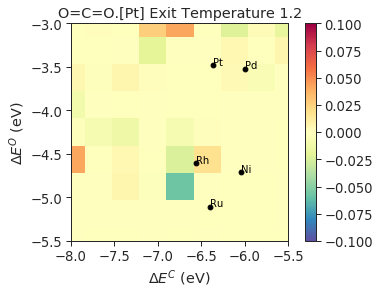 O=C=O.[Pt] Exit Temperature 1.2
−3.0
−3.5
−4.0
−4.5
−5.0
−5.5
ΔE^O (eV)
Pt
Pd
Rh
Ni
Ru
−8.0 −7.5 −7.0 −6.5 −6.0 −5.5
ΔE^C (eV)
0.100
0.075
0.050
0.025
0.000
−0.025
−0.050
−0.075
−0.100